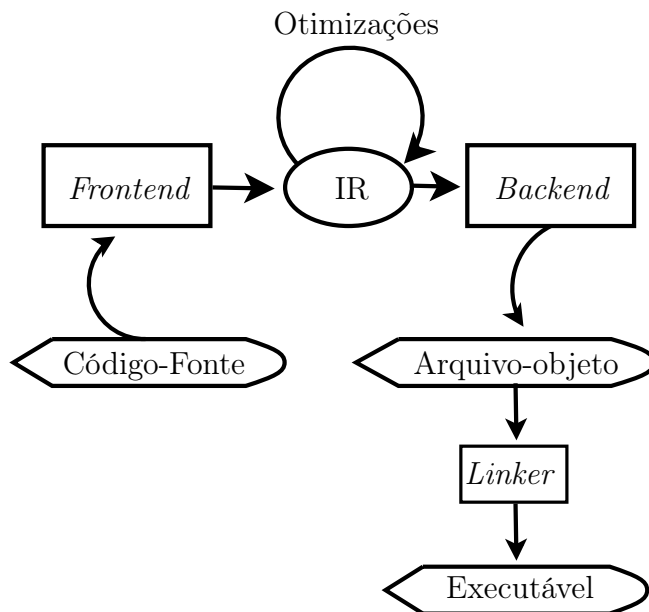 Otimizações
Frontend
IR
Backend
Código-Fonte
Arquivo-objeto
Linker
Executável